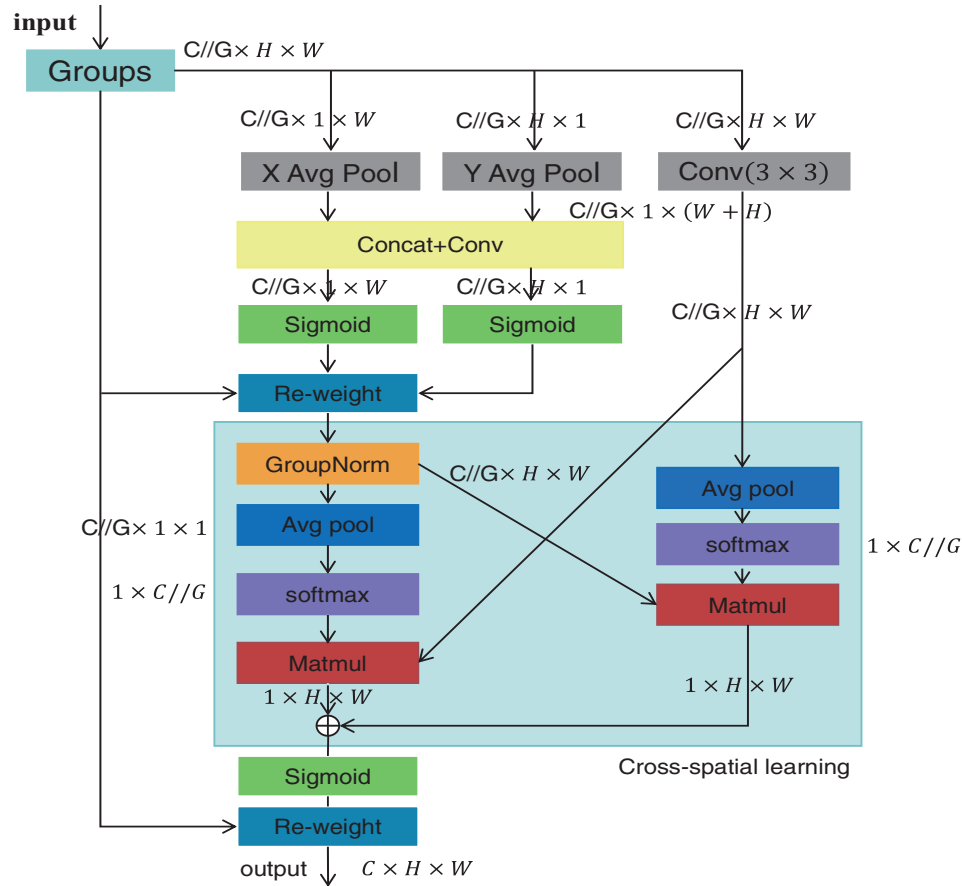 input
C//G× H × W
Groups
C//G× 1 × W
C//G× H × 1
C//G× H × W
X Avg Pool
Y Avg Pool
Conv(3 × 3)
C//G× 1 × (W + H)
Concat+Conv
C//G× 1 × W
C//G× H × 1
Sigmoid
Sigmoid
C//G× H × W
Re-weight
GroupNorm
C//G× H × W
Avg pool
Avg pool
C//G× 1 × 1
softmax
1 × C//G
softmax
1 × C//G
Matmul
Matmul
1 × H × W
1 × H × W
Sigmoid
Cross-spatial learning
Re-weight
output
C × H × W